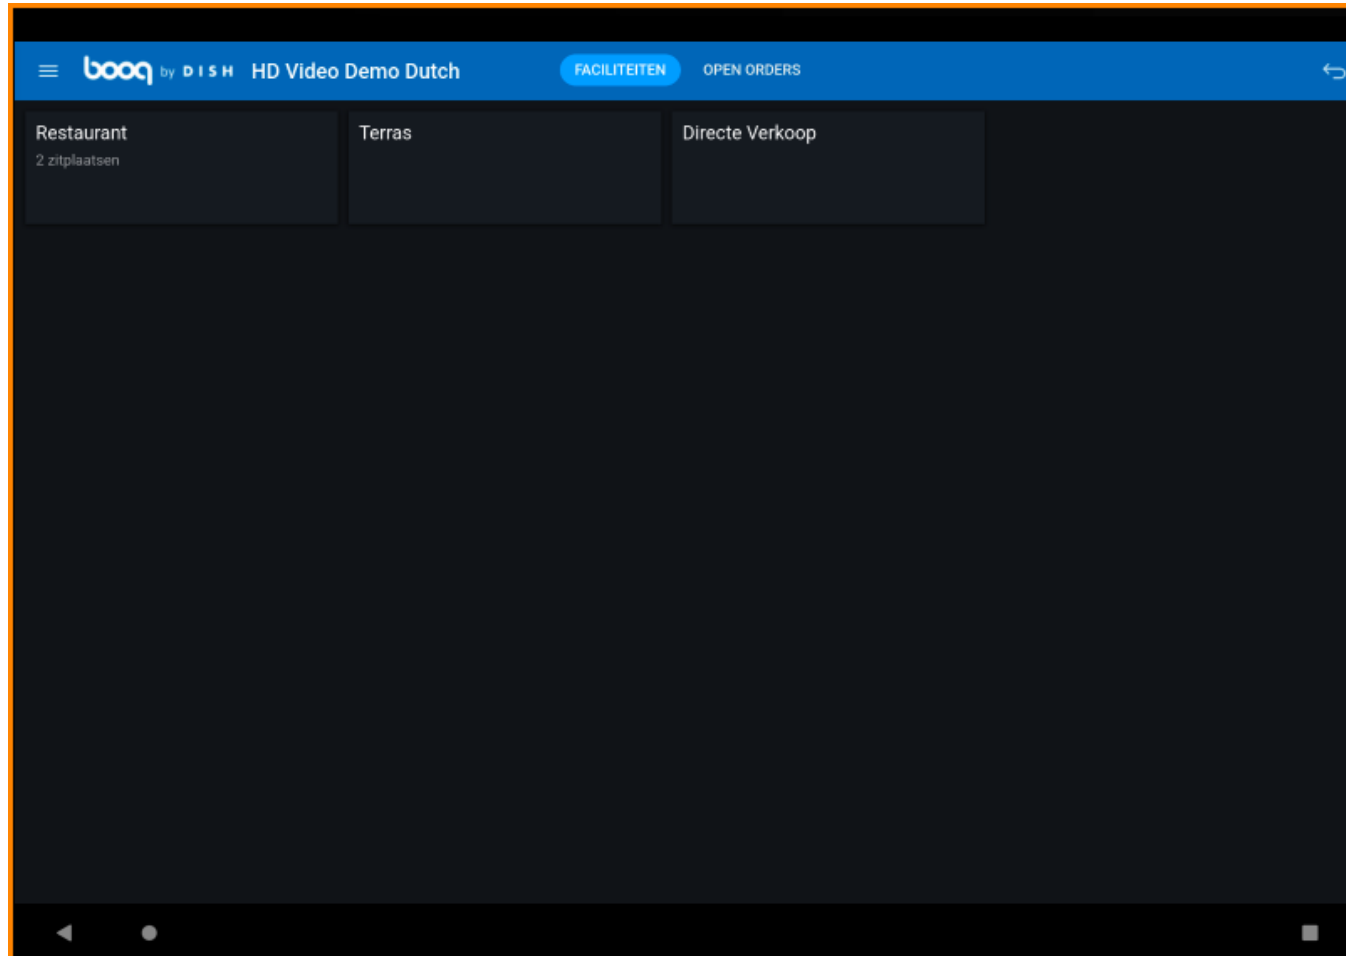 booq by DISH HD Video Demo Dutch FACILITEITEN OPEN ORDERS
Restaurant Terras Directe Verkoop
2 zitplaatsen